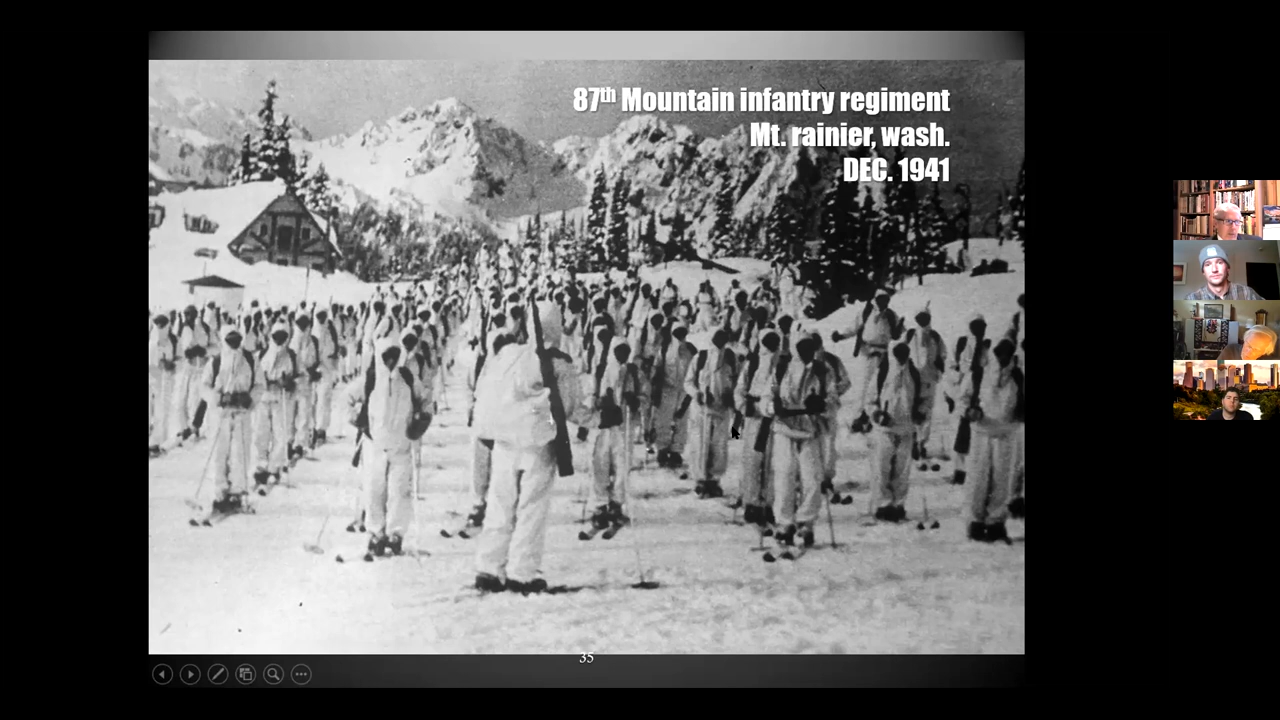 87th Mountain infantry regiment
Mt. rainier, wash.
DEC. 1941
35